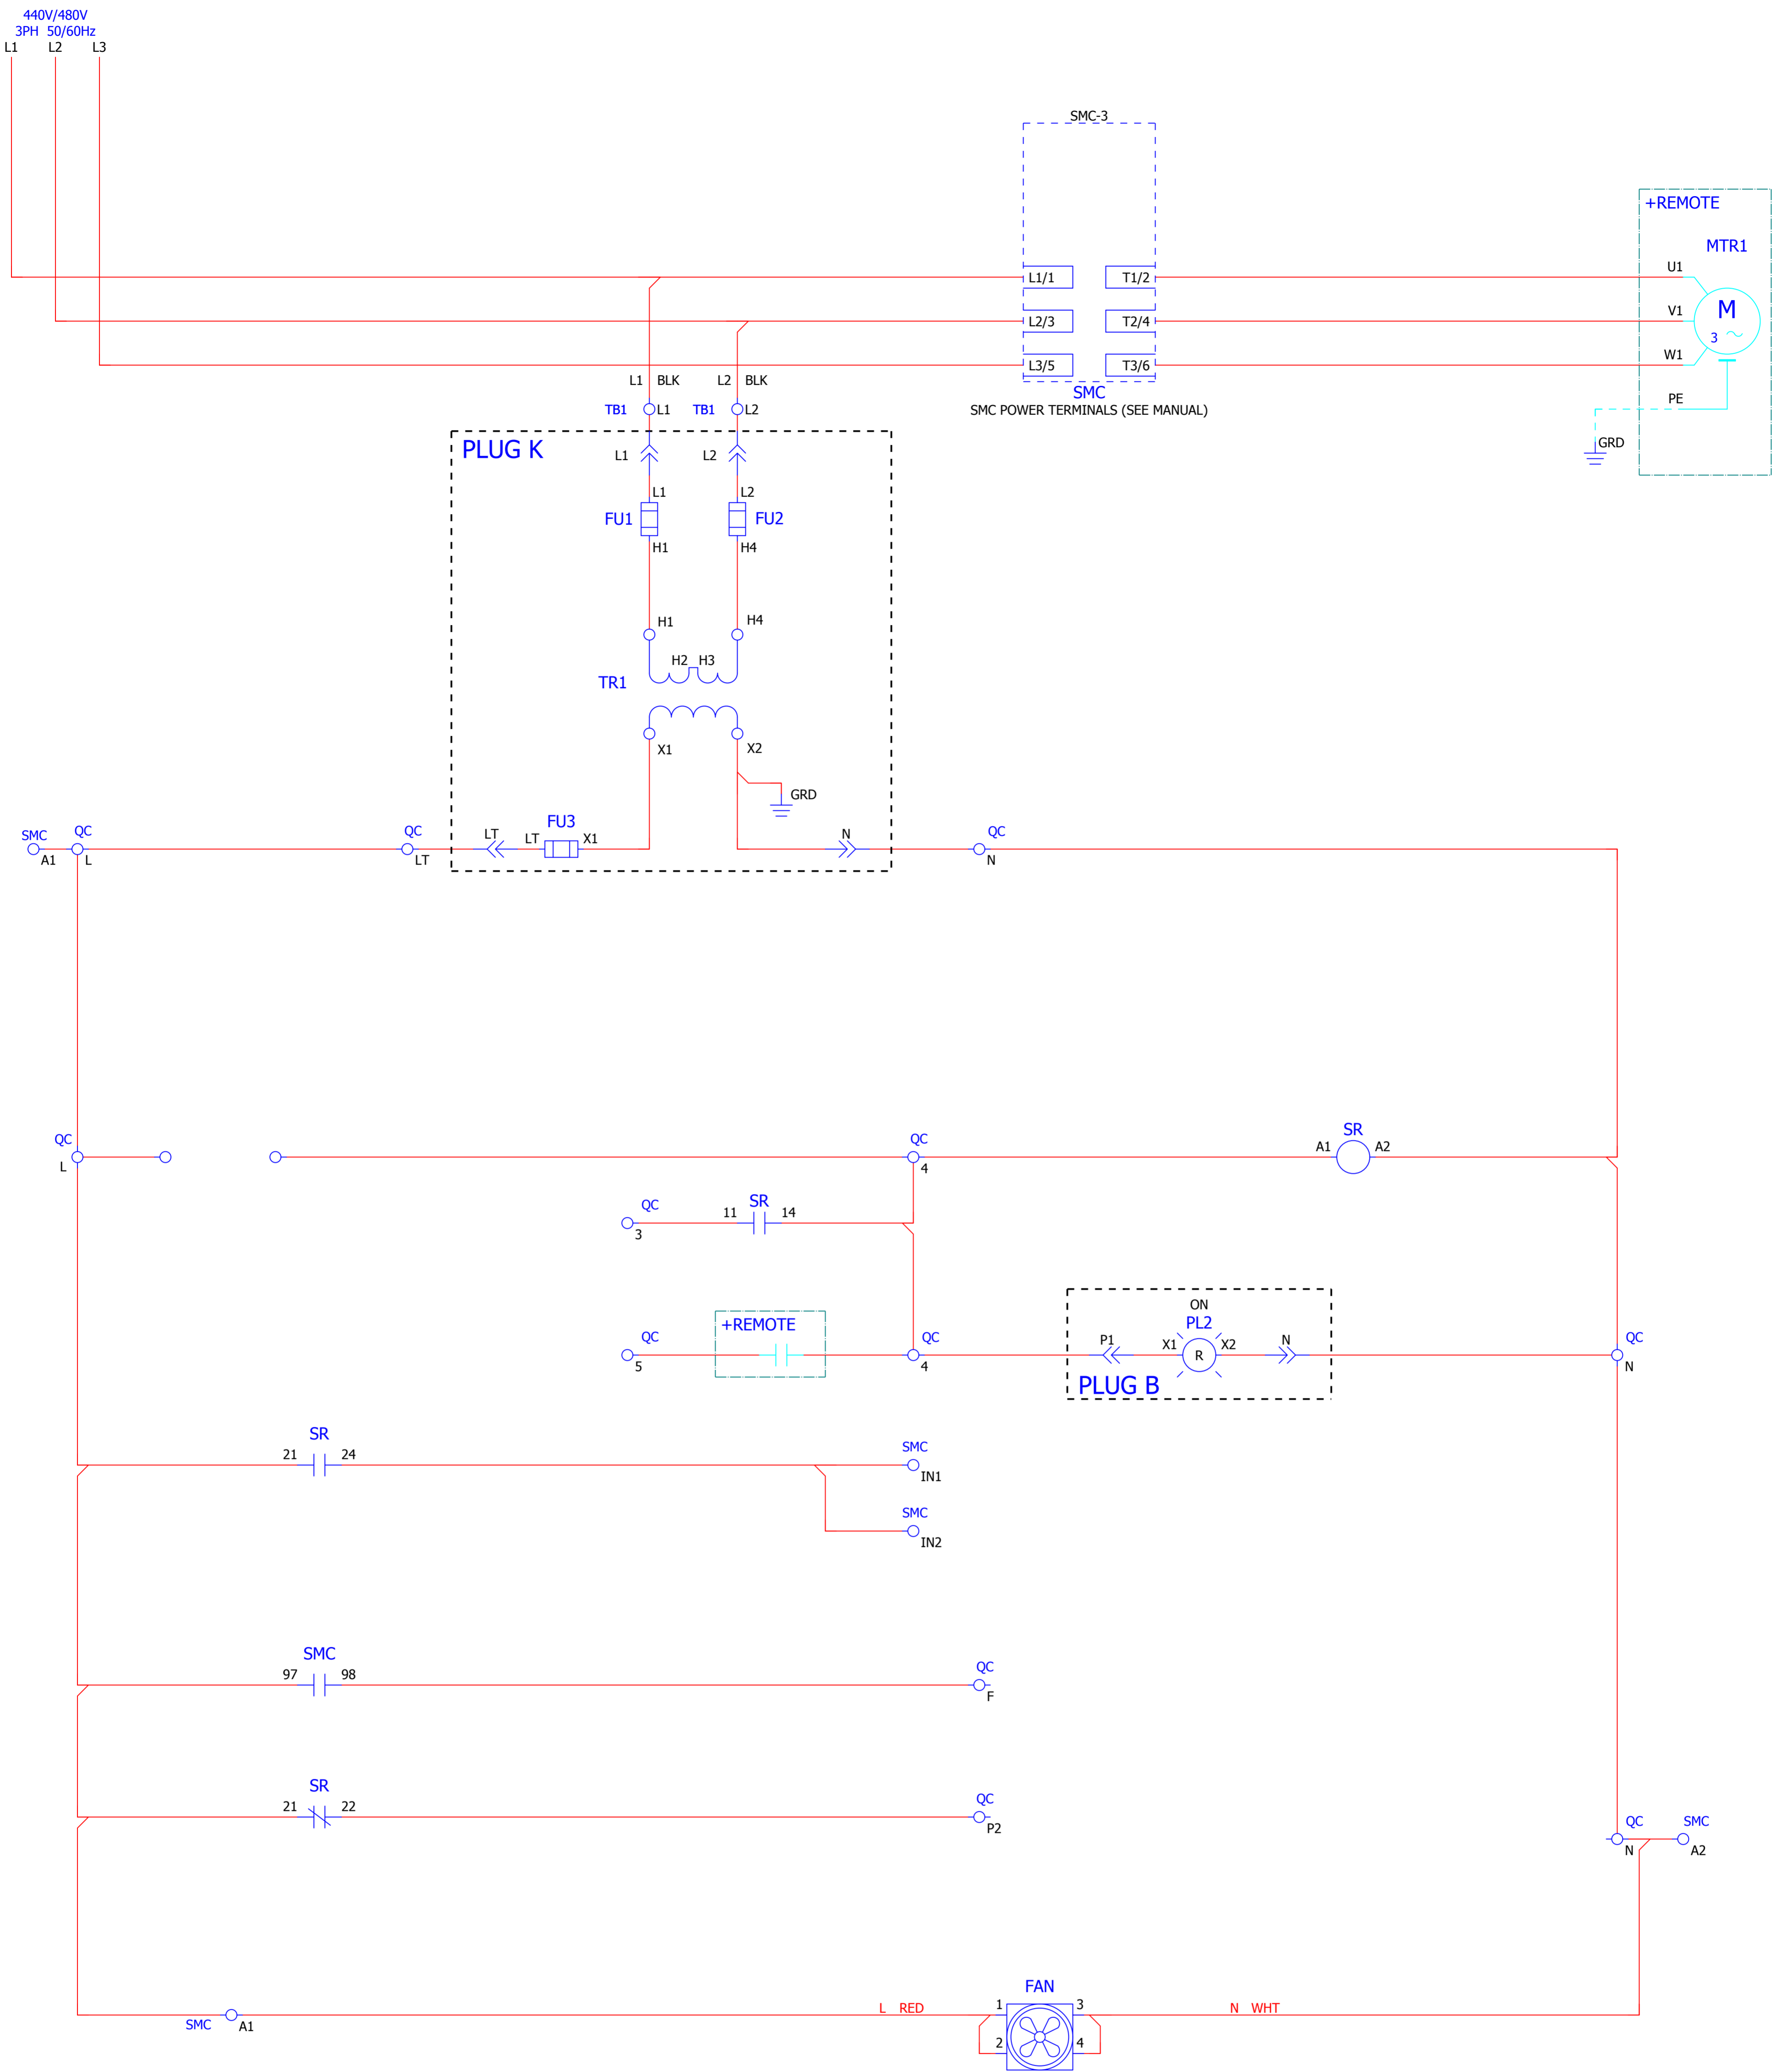 440V/480V
3PH 50/60Hz
L1 L2 L3
SMC-3
+REMOTE
MTR1
L1/1 T1/2 U1
M
3
L2/3 T2/4 V1
L3/5 T3/6 W1
SMC
SMC POWER TERMINALS (SEE MANUAL)
PE
GRD
L1 BLK L2 BLK
TB1 L1 TB1 L2
PLUG K
L1 L2
L1 L2
FU1 FU2
H1 H4
H1 H4
H2 H3
TR1
X1 X2
GRD
SMC QC QC LT LT FU3 X1 N QC
A1 L LT N
QC QC A1 SR A2
L 4
QC 11 SR 14
3
+REMOTE
ON
PL2
QC QC P1 X1 R X2 N QC
5 4 N
PLUG B
SR
21 24 SMC
IN1
SMC
IN2
SMC
97 98 QC
F
SR
21 22 QC
P2
QC SMC
N A2
FAN
SMC A1 L RED 1 3 N WHT
2 4